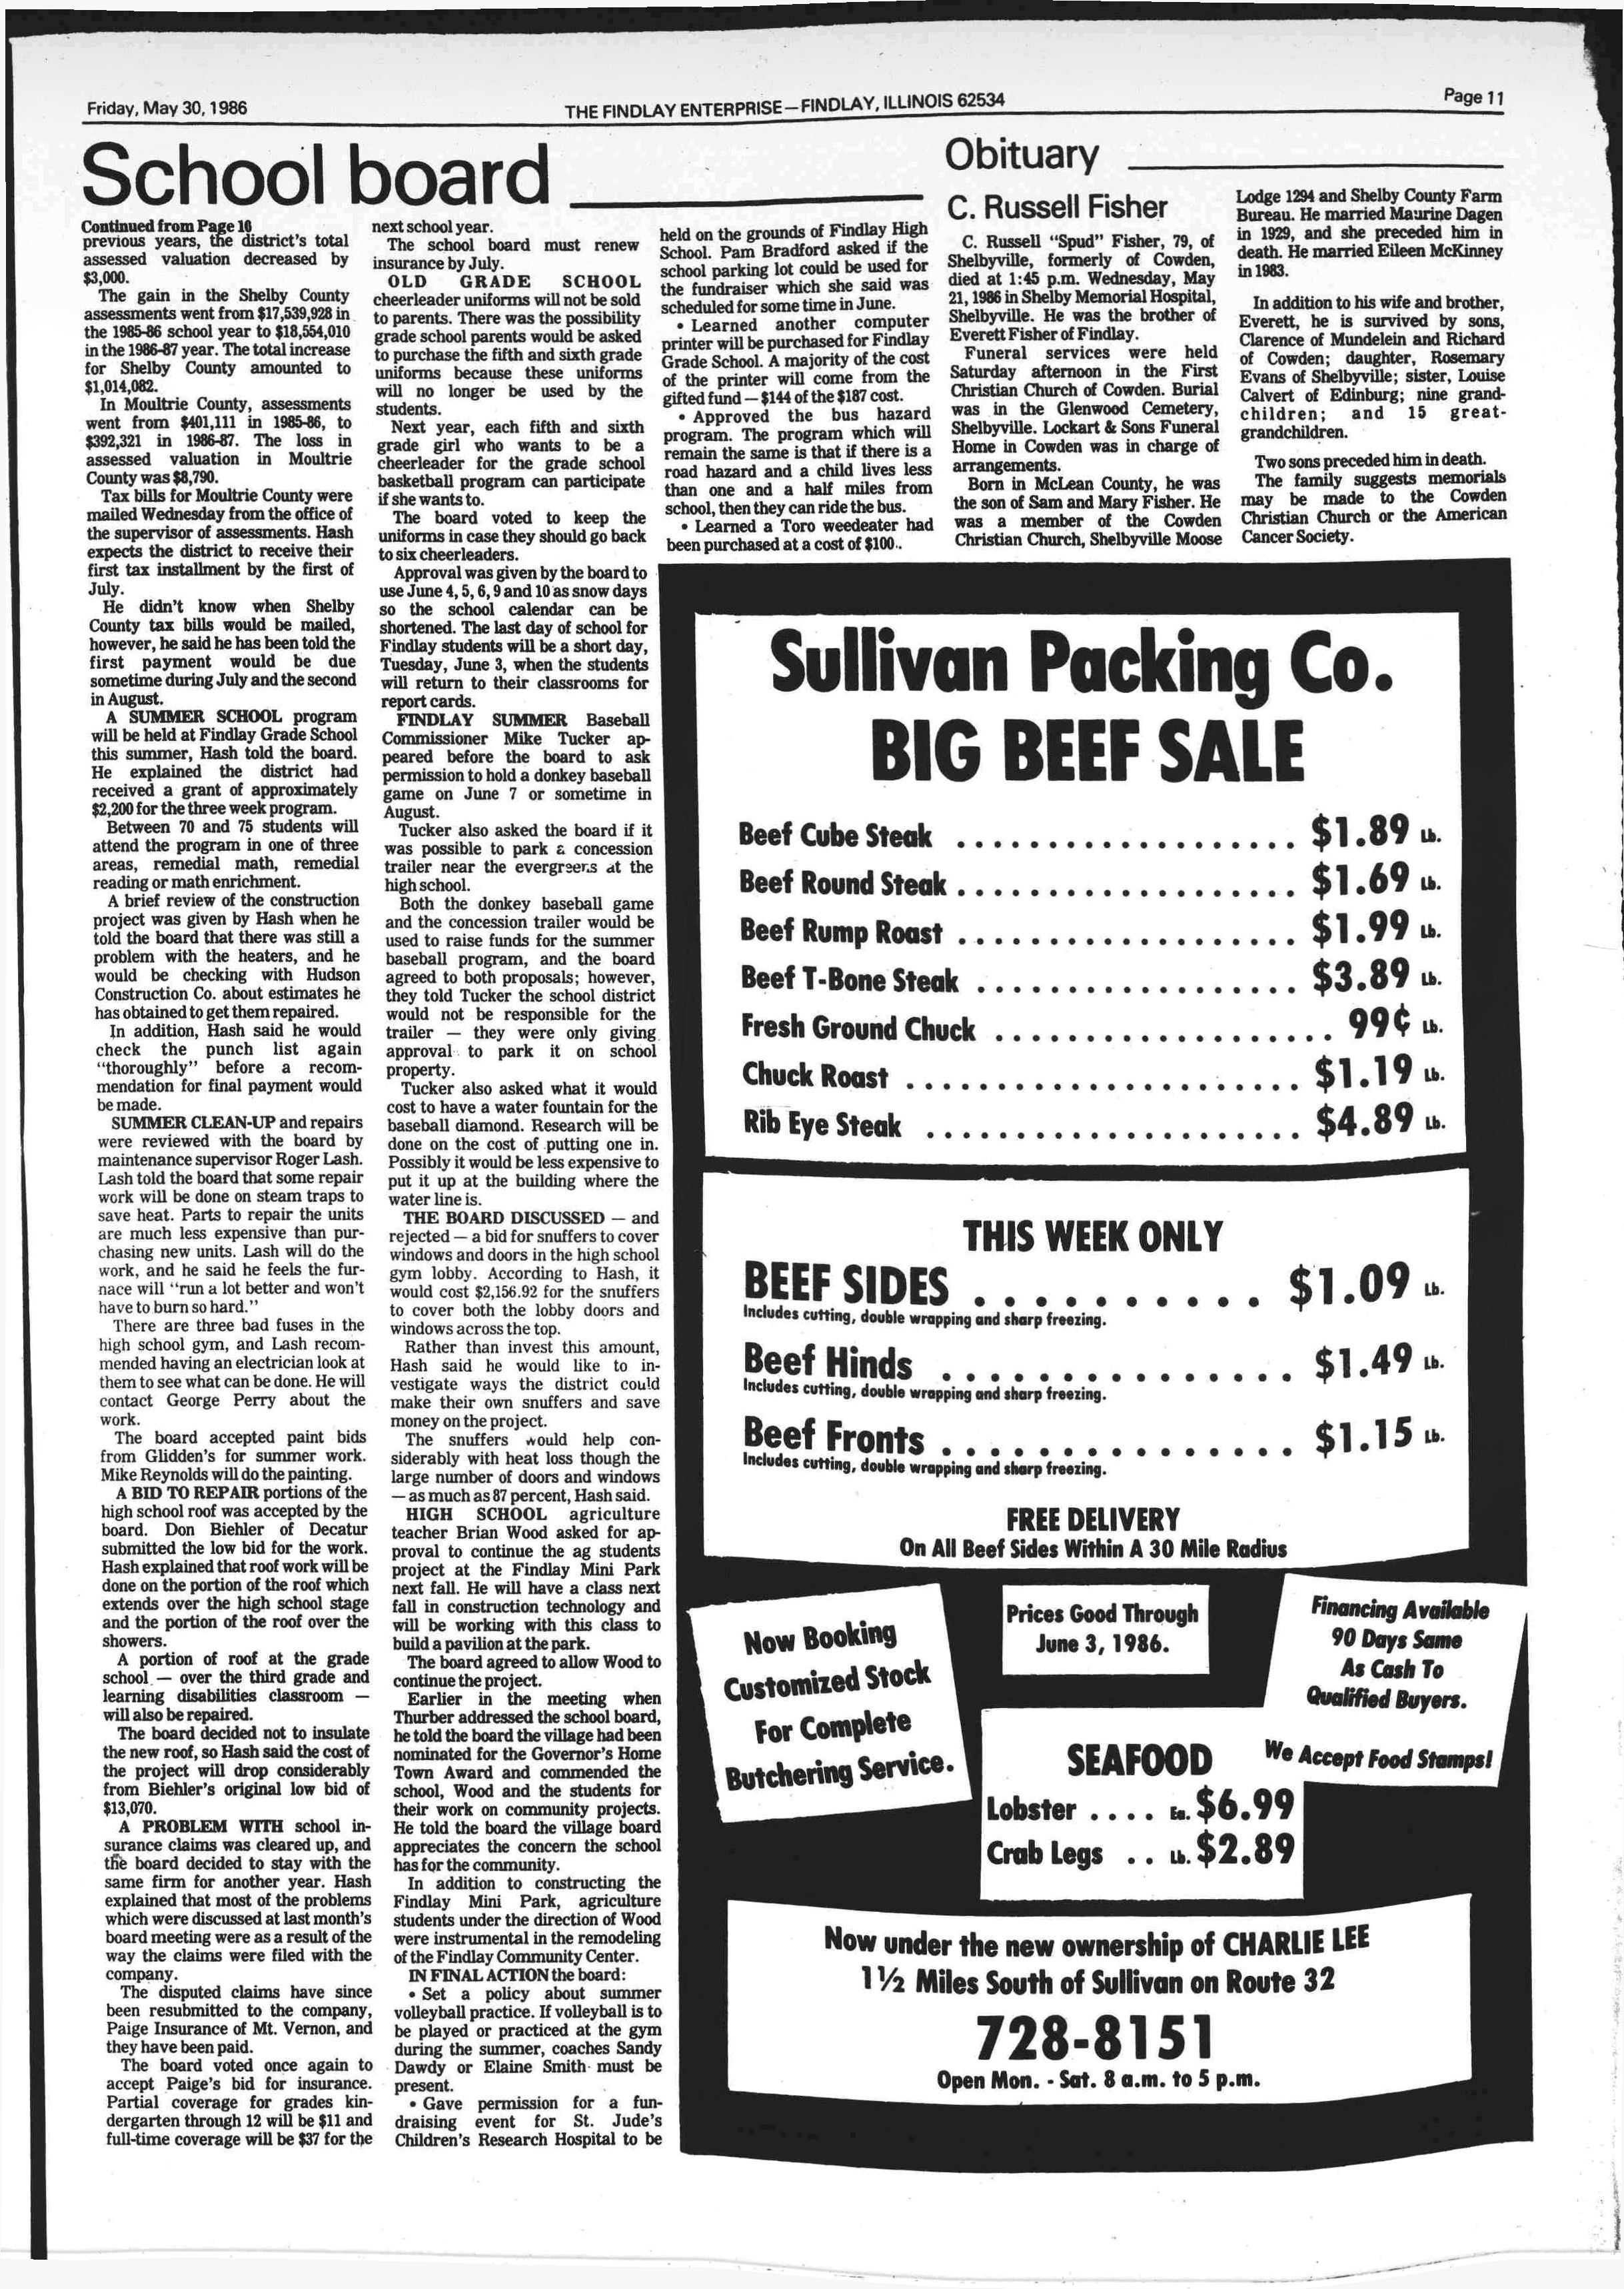 Friday, May 30, 1986
THE FINDLAY ENTERPRISE—FINDLAY, ILLINOIS 62534
Page 11
School board
Continued from Page 10
previous years, the district's total
assessed valuation decreased by
$3,000.
The gain in the Shelby County
assessments went from $17,539,928 in
the 1985-86 school year to $18,554,010
in the 1986-87 year. The total increase
for Shelby County amounted to
$1,014,082.
In Moultrie County, assessments
went from $401,111 in 1985-86, to
$392,321 in 1986-87. The loss in
assessed valuation in Moultrie
County was $8,790.
Tax bills for Moultrie County were
mailed Wednesday from the office of
the supervisor of assessments. Hash
expects the district to receive their
first tax installment by the first of
July.
He didn't know when Shelby
County tax bills would be mailed,
however, he said he has been told the
first payment would be due
sometime during July and the second
in August.
A SUMMER SCHOOL program
will be held at Findlay Grade School
this summer, Hash told the board.
He explained the district had
received a grant of approximately
$2,200 for the three week program.
Between 70 and 75 students will
attend the program in one of three
areas, remedial math, remedial
reading or math enrichment.
A brief review of the construction
project was given by Hash when he
told the board that there was still a
problem with the heaters, and he
would be checking with Hudson
Construction Co. about estimates he
has obtained to get them repaired.
In addition, Hash said he would
check the punch list again
"thoroughly" before a recom-
mendation for final payment would
be made.
SUMMER CLEAN-UP and repairs
were reviewed with the board by
maintenance supervisor Roger Lash.
Lash told the board that some repair
work will be done on steam traps to
save heat. Parts to repair the units
are much less expensive than pur-
chasing new units. Lash will do the
work, and he said he feels the fur-
nace will "run a lot better and won't
have to burn so hard."
There are three bad fuses in the
high school gym, and Lash recom-
mended having an electrician look at
them to see what can be done. He will
contact George Perry about the
work.
The board accepted paint bids
from Glidden's for summer work.
Mike Reynolds will do the painting.
A BID TO REPAIR portions of the
high school roof was accepted by the
board. Don Biehler of Decatur
submitted the low bid for the work.
Hash explained that roof work will be
done on the portion of the roof which
extends over the high school stage
and the portion of the roof over the
showers.
A portion of roof at the grade
school — over the third grade and
learning disabilities classroom —
will also be repaired.
The board decided not to insulate
the new roof, so Hash said the cost of
the project will drop considerably
from Biehler's original low bid of
$13,070.
A PROBLEM WITH school in-
surance claims was cleared up, and
the board decided to stay with the
same firm for another year. Hash
explained that most of the problems
which were discussed at last month's
board meeting were as a result of the
way the claims were filed with the
company.
The disputed claims have since
been resubmitted to the company,
Paige Insurance of Mt. Vernon, and
they have been paid.
The board voted once again to
accept Paige's bid for insurance.
Partial coverage for grades kin-
dergarten through 12 will be $11 and
full-time coverage will be $37 for the
next school year.
The school board must renew
insurance by July.
OLD GRADE SCHOOL
cheerleader uniforms will not be sold
to parents. There was the possibility
grade school parents would be asked
to purchase the fifth and sixth grade
uniforms because these uniforms
will no longer be used by the
students.
Next year, each fifth and sixth
grade girl who wants to be a
cheerleader for the grade school
basketball program can participate
if she wants to.
The board voted to keep the
uniforms in case they should go back
to six cheerleaders.
Approval was given by the board to
use June 4, 5, 6, 9 and 10 as snow days
so the school calendar can be
shortened. The last day of school for
Findlay students will be a short day,
Tuesday, June 3, when the students
will return to their classrooms for
report cards.
FINDLAY SUMMER Baseball
Commissioner Mike Tucker ap-
peared before the board to ask
permission to hold a donkey baseball
game on June 7 or sometime in
August.
Tucker also asked the board if it
was possible to park a concession
trailer near the evergreens at the
high school.
Both the donkey baseball game
and the concession trailer would be
used to raise funds for the summer
baseball program, and the board
agreed to both proposals; however,
they told Tucker the school district
would not be responsible for the
trailer — they were only giving
approval to park it on school
property.
Tucker also asked what it would
cost to have a water fountain for the
baseball diamond. Research will be
done on the cost of putting one in.
Possibly it would be less expensive to
put it up at the building where the
water line is.
THE BOARD DISCUSSED — and
rejected — a bid for snuffers to cover
windows and doors in the high school
gym lobby. According to Hash, it
would cost $2,156.92 for the snuffers
to cover both the lobby doors and
windows across the top.
Rather than invest this amount,
Hash said he would like to in-
vestigate ways the district could
make their own snuffers and save
money on the project.
The snuffers would help con-
siderably with heat loss though the
large number of doors and windows
— as much as 87 percent, Hash said.
HIGH SCHOOL agriculture
teacher Brian Wood asked for ap-
proval to continue the ag students
project at the Findlay Mini Park
next fall. He will have a class next
fall in construction technology and
will be working with this class to
build a pavilion at the park.
The board agreed to allow Wood to
continue the project.
Earlier in the meeting when
Thurber addressed the school board,
he told the board the village had been
nominated for the Governor's Home
Town Award and commended the
school, Wood and the students for
their work on community projects.
He told the board the village board
appreciates the concern the school
has for the community.
In addition to constructing the
Findlay Mini Park, agriculture
students under the direction of Wood
were instrumental in the remodeling
of the Findlay Community Center.
IN FINAL ACTION the board:
• Set a policy about summer
volleyball practice. If volleyball is to
be played or practiced at the gym
during the summer, coaches Sandy
Dawdy or Elaine Smith must be
present.
• Gave permission for a fun-
draising event for St. Jude's
Children's Research Hospital to be
held on the grounds of Findlay High
School. Pam Bradford asked if the
school parking lot could be used for
the fundraiser which she said was
scheduled for some time in June.
• Learned another computer
printer will be purchased for Findlay
Grade School. A majority of the cost
of the printer will come from the
gifted fund — $144 of the $187 cost.
• Approved the bus hazard
program. The program which will
remain the same is that if there is a
road hazard and a child lives less
than one and a half miles from
school, then they can ride the bus.
• Learned a Toro weedeater had
been purchased at a cost of $100..
Obituary
C. Russell Fisher
C. Russell "Spud" Fisher, 79, of
Shelbyville, formerly of Cowden,
died at 1:45 p.m. Wednesday, May
21, 1986 in Shelby Memorial Hospital,
Shelbyville. He was the brother of
Everett Fisher of Findlay.
Funeral services were held
Saturday afternoon in the First
Christian Church of Cowden. Burial
was in the Glenwood Cemetery,
Shelbyville. Lockart & Sons Funeral
Home in Cowden was in charge of
arrangements.
Born in McLean County, he was
the son of Sam and Mary Fisher. He
was a member of the Cowden
Christian Church, Shelbyville Moose
Lodge 1294 and Shelby County Farm
Bureau. He married Maurine Dagen
in 1929, and she preceded him in
death. He married Eileen McKinney
in 1983.
In addition to his wife and brother,
Everett, he is survived by sons,
Clarence of Mundelein and Richard
of Cowden; daughter, Rosemary
Evans of Shelbyville; sister, Louise
Calvert of Edinburg; nine grand-
children; and 15 great-
grandchildren.
Two sons preceded him in death.
The family suggests memorials
may be made to the Cowden
Christian Church or the American
Cancer Society.
Sullivan Packing Co.
BIG BEEF SALE
Beef Cube Steak . . . . . . . . . . . . . . . . . . . $1.89 Lb.
Beef Round Steak . . . . . . . . . . . . . . . . . . . $1.69 Lb.
Beef Rump Roast . . . . . . . . . . . . . . . . . . . $1.99 Lb.
Beef T-Bone Steak . . . . . . . . . . . . . . . . . . $3.89 Lb.
Fresh Ground Chuck . . . . . . . . . . . . . . . . . . . 99¢ Lb.
Chuck Roast . . . . . . . . . . . . . . . . . . . . . . $1.19 Lb.
Rib Eye Steak . . . . . . . . . . . . . . . . . . . . . $4.89 Lb.
THIS WEEK ONLY
BEEF SIDES . . . . . . . . . . $1.09 Lb.
Includes cutting, double wrapping and sharp freezing.
Beef Hinds . . . . . . . . . . . . . . $1.49 Lb.
Includes cutting, double wrapping and sharp freezing.
Beef Fronts . . . . . . . . . . . . . . $1.15 Lb.
Includes cutting, double wrapping and sharp freezing.
FREE DELIVERY
On All Beef Sides Within A 30 Mile Radius
Now Booking
Customized Stock
For Complete
Butchering Service.
Prices Good Through
June 3, 1986.
Financing Available
90 Days Same
As Cash To
Qualified Buyers.
We Accept Food Stamps!
SEAFOOD
Lobster . . . . Ea. $6.99
Crab Legs . . Lb. $2.89
Now under the new ownership of CHARLIE LEE
1½ Miles South of Sullivan on Route 32
728-8151
Open Mon. - Sat. 8 a.m. to 5 p.m.